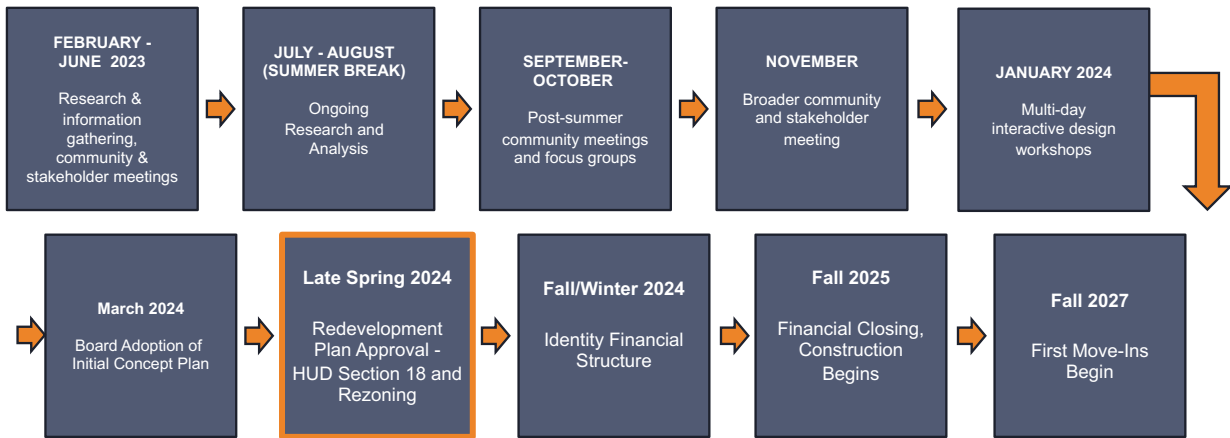 FEBRUARY -
JUNE 2023
Research &
information
gathering,
community &
stakeholder meetings
JULY - AUGUST
(SUMMER BREAK)
Ongoing
Research and
Analysis
SEPTEMBER-
OCTOBER
Post-summer
community meetings
and focus groups
NOVEMBER
Broader community
and stakeholder
meeting
JANUARY 2024
Multi-day
interactive design
workshops
March 2024
Board Adoption of
Initial Concept Plan
Late Spring 2024
Redevelopment
Plan Approval -
HUD Section 18 and
Rezoning
Fall/Winter 2024
Identity Financial
Structure
Fall 2025
Financial Closing,
Construction
Begins
Fall 2027
First Move-Ins
Begin